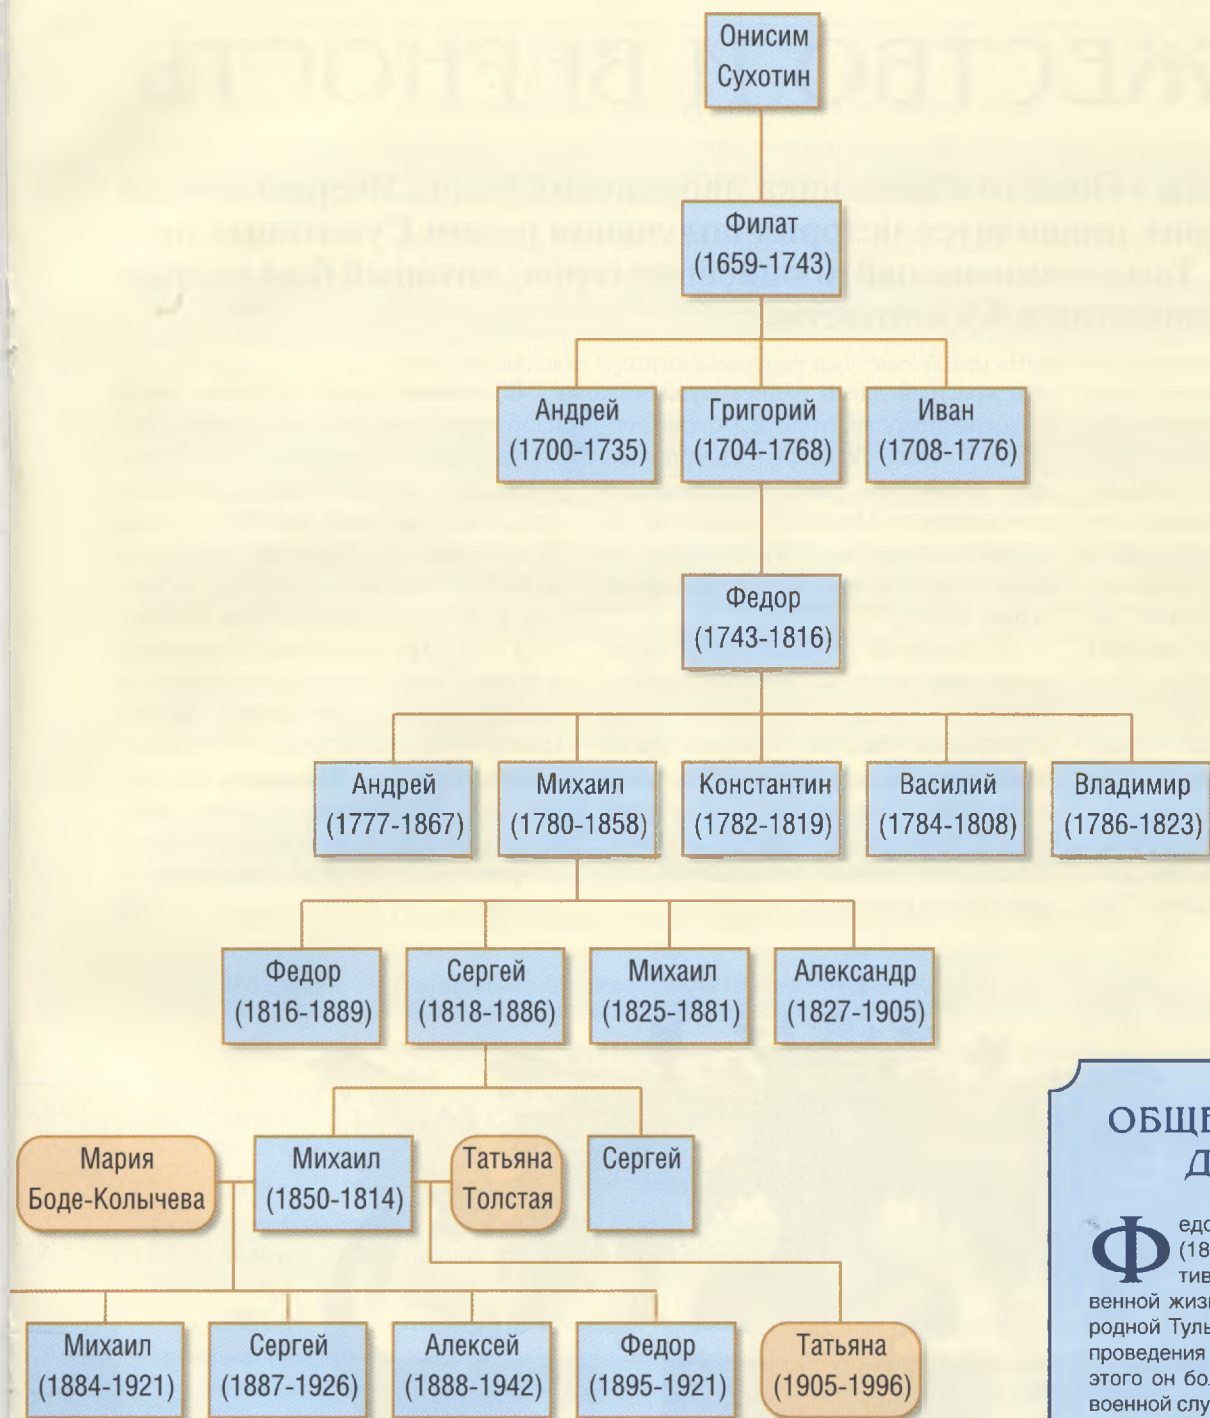 Онисим
Сухотин
Филат
(1659-1743)
Андрей
(1700-1735)
Григорий
(1704-1768)
Иван
(1708-1776)
Федор
(1743-1816)
Андрей
(1777-1867)
Михаил
(1780-1858)
Константин
(1782-1819)
Василий
(1784-1808)
Владимир
(1786-1823)
Федор
(1816-1889)
Сергей
(1818-1886)
Михаил
(1825-1881)
Александр
(1827-1905)
Мария
Боде-Колычева
Михаил
(1850-1814)
Татьяна
Толстая
Сергей
Михаил
(1884-1921)
Сергей
(1887-1926)
Алексей
(1888-1942)
Федор
(1895-1921)
Татьяна
(1905-1996)
ОБЩЕ
Д
Федо
(18
тив
венной жизн
родной Туль
проведения
этого он бо
военной слу